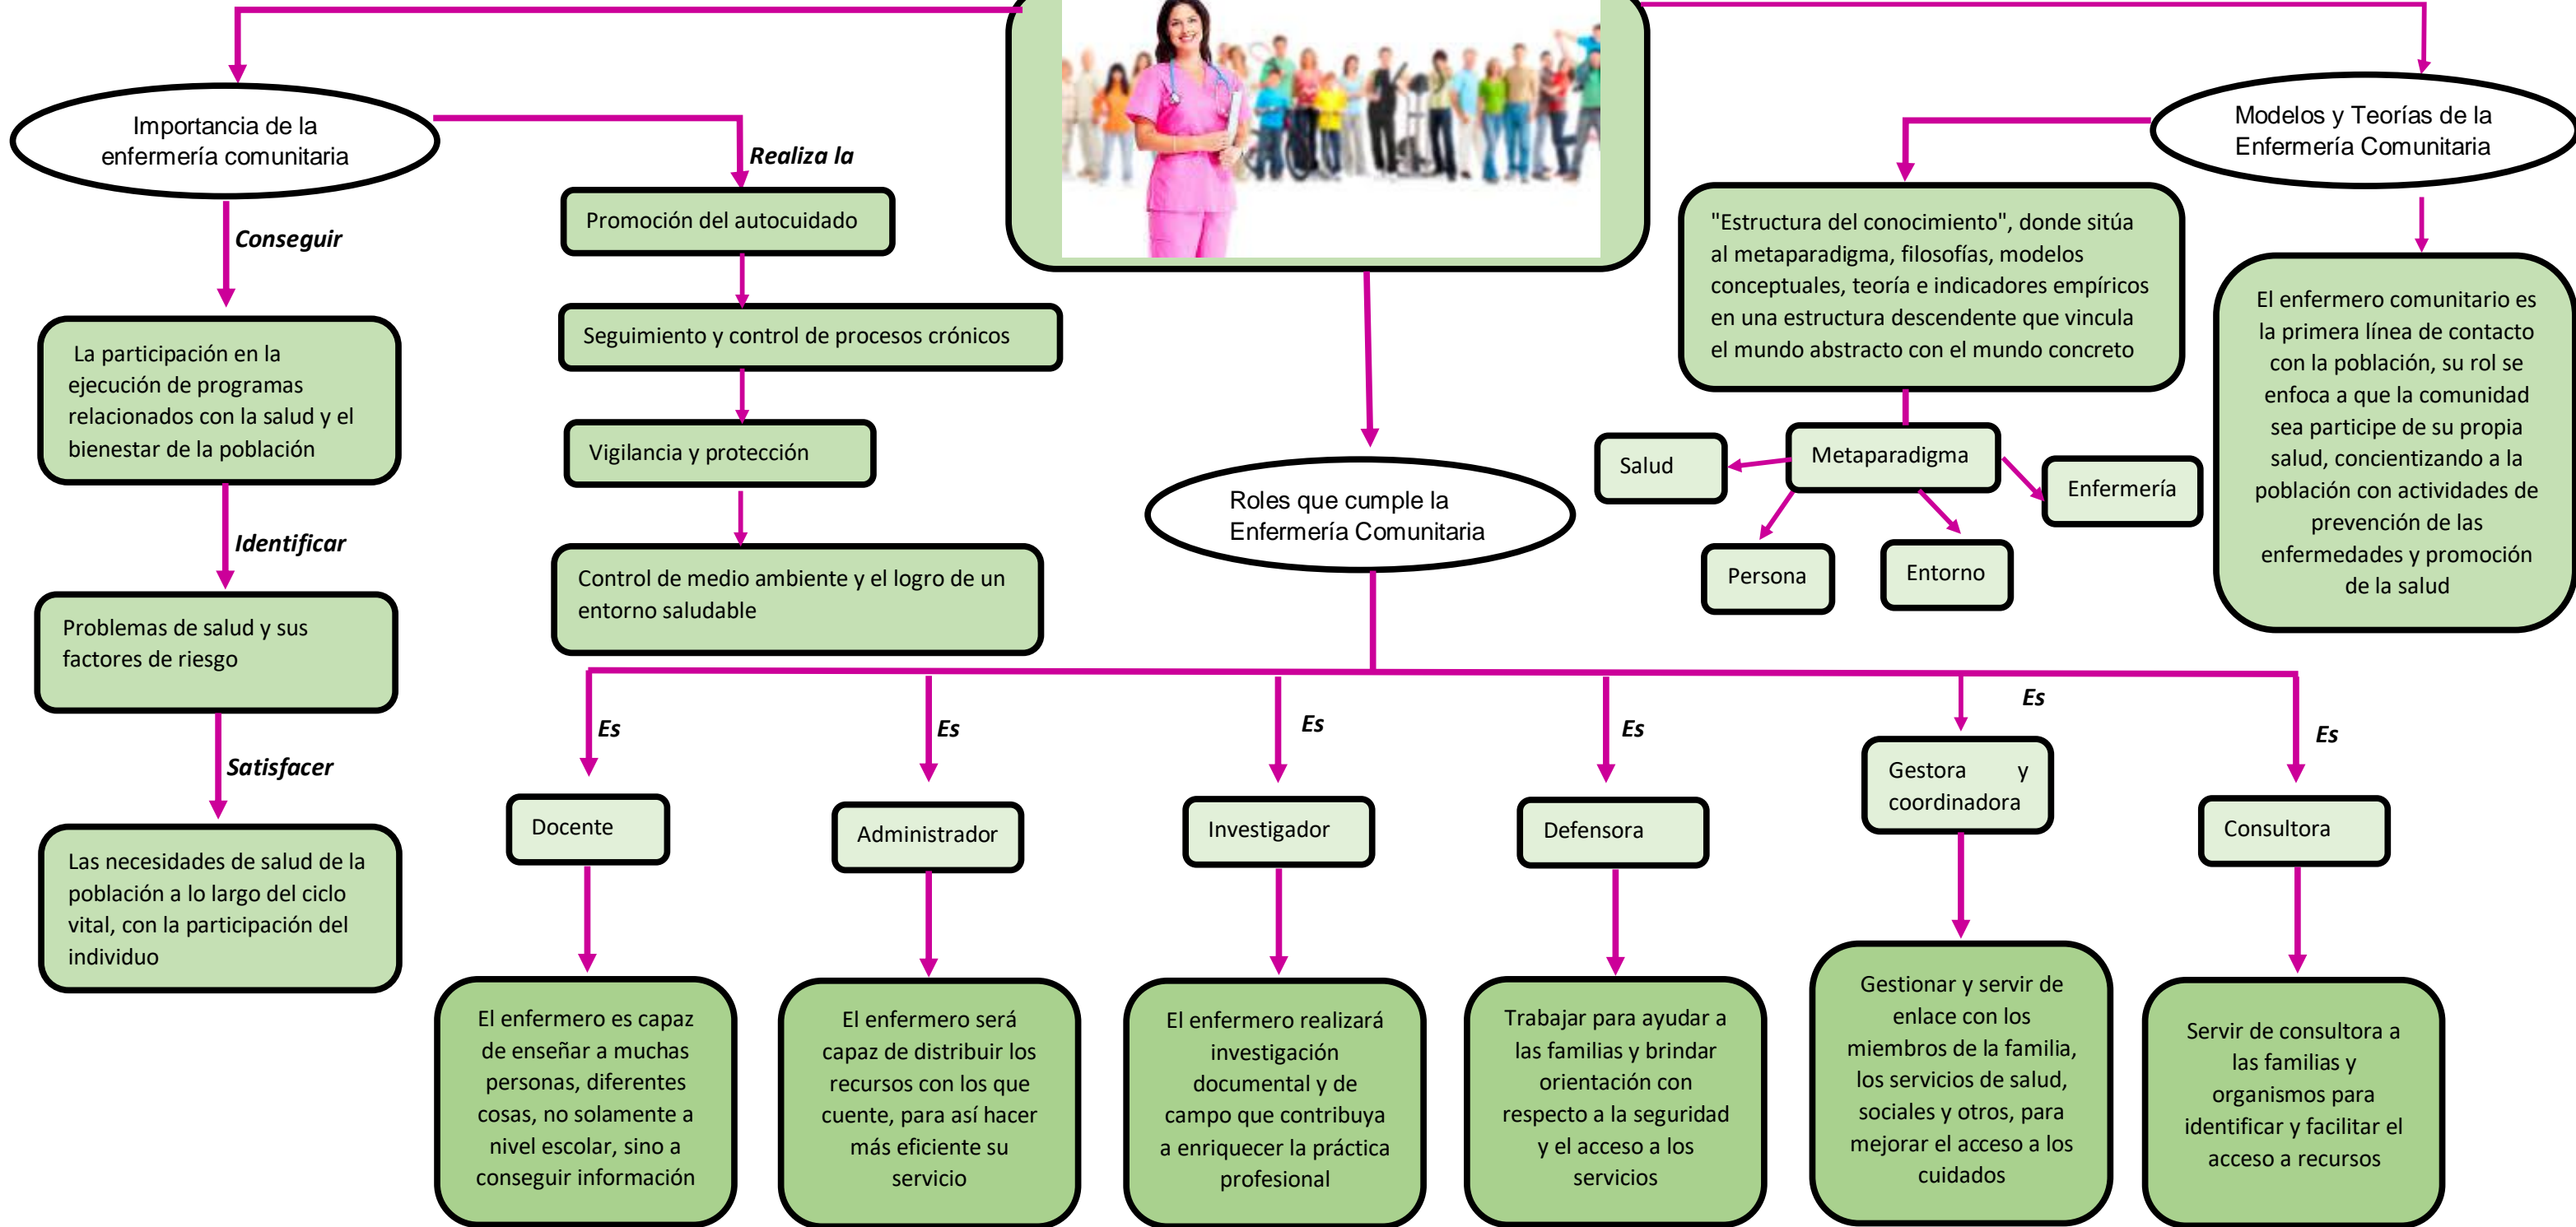 Importancia de la
enfermería comunitaria
Realiza la
Conseguir
La participación en la
ejecución de programas
relacionados con la salud y el
bienestar de la población
Identificar
Problemas de salud y sus
factores de riesgo
Satisfacer
Las necesidades de salud de la
población a lo largo del ciclo
vital, con la participación del
individuo
Promoción del autocuidado
Seguimiento y control de procesos crónicos
Vigilancia y protección
Control de medio ambiente y el logro de un
entorno saludable
Modelos y Teorías de la
Enfermería Comunitaria
"Estructura del conocimiento", donde sitúa
al metaparadigma, filosofías, modelos
conceptuales, teoría e indicadores empíricos
en una estructura descendente que vincula
el mundo abstracto con el mundo concreto
Metaparadigma
Salud
Enfermería
Persona
Entorno
El enfermero comunitario es
la primera línea de contacto
con la población, su rol se
enfoca a que la comunidad
sea participe de su propia
salud, concientizando a la
población con actividades de
prevención de las
enfermedades y promoción
de la salud
Roles que cumple la
Enfermería Comunitaria
Es
Docente
El enfermero es capaz
de enseñar a muchas
personas, diferentes
cosas, no solamente a
nivel escolar, sino a
conseguir información
Es
Administrador
El enfermero será
capaz de distribuir los
recursos con los que
cuente, para así hacer
más eficiente su
servicio
Es
Investigador
El enfermero realizará
investigación
documental y de
campo que contribuya
a enriquecer la práctica
profesional
Es
Defensora
Trabajar para ayudar a
las familias y brindar
orientación con
respecto a la seguridad
y el acceso a los
servicios
Es
Gestora y
coordinadora
Gestionar y servir de
enlace con los
miembros de la familia,
los servicios de salud,
sociales y otros, para
mejorar el acceso a los
cuidados
Es
Consultora
Servir de consultora a
las familias y
organismos para
identificar y facilitar el
acceso a recursos